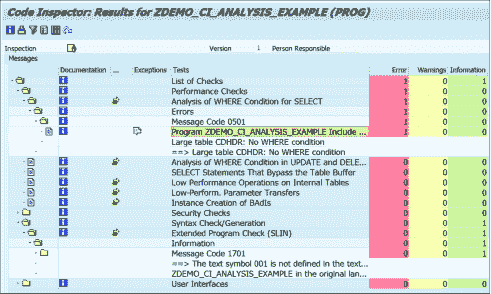 Code Inspector: Results for ZDEMO_CI_ANALYSIS_EXAMPLE (PROG)
Inspection Version 1 Person Responsible
Messages
Documentation ... Exceptions Tests Error Warnings Information
List of Checks 1 0 1
Performance Checks 1 0 0
Analysis of WHERE Condition for SELECT 1 0 0
Errors 1 0 0
Message Code 0501 1 0 0
Program ZDEMO_CI_ANALYSIS_EXAMPLE Include ... 1 0 0
Large table CDHDR: No WHERE condition
==> Large table CDHDR: No WHERE condition
Analysis of WHERE Condition in UPDATE and DELE... 0 0 0
SELECT Statements That Bypass the Table Buffer 0 0 0
Low Performance Operations on Internal Tables 0 0 0
Low-Perform. Parameter Transfers 0 0 0
Instance Creation of BADIs 0 0 0
Security Checks 0 0 0
Syntax Check/Generation 0 0 1
Extended Program Check (SLIN) 0 0 1
Information 0 0 1
Message Code 1701 0 0 1
==> The text symbol 001 is not defined in the text...
ZDEMO_CI_ANALYSIS_EXAMPLE in the original lan...
User Interfaces 0 0 0